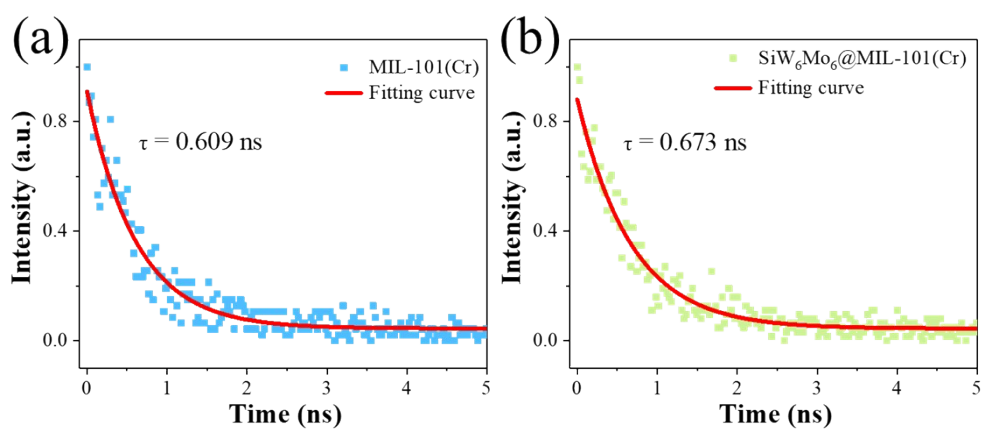 (a)
MIL-101(Cr)
Fitting curve
τ = 0.609 ns
Intensity (a.u.)
0.8
0.4
0.0
0 1 2 3 4 5
Time (ns)
(b)
SiW₆Mo₆@MIL-101(Cr)
Fitting curve
τ = 0.673 ns
Intensity (a.u.)
0.8
0.4
0.0
0 1 2 3 4 5
Time (ns)